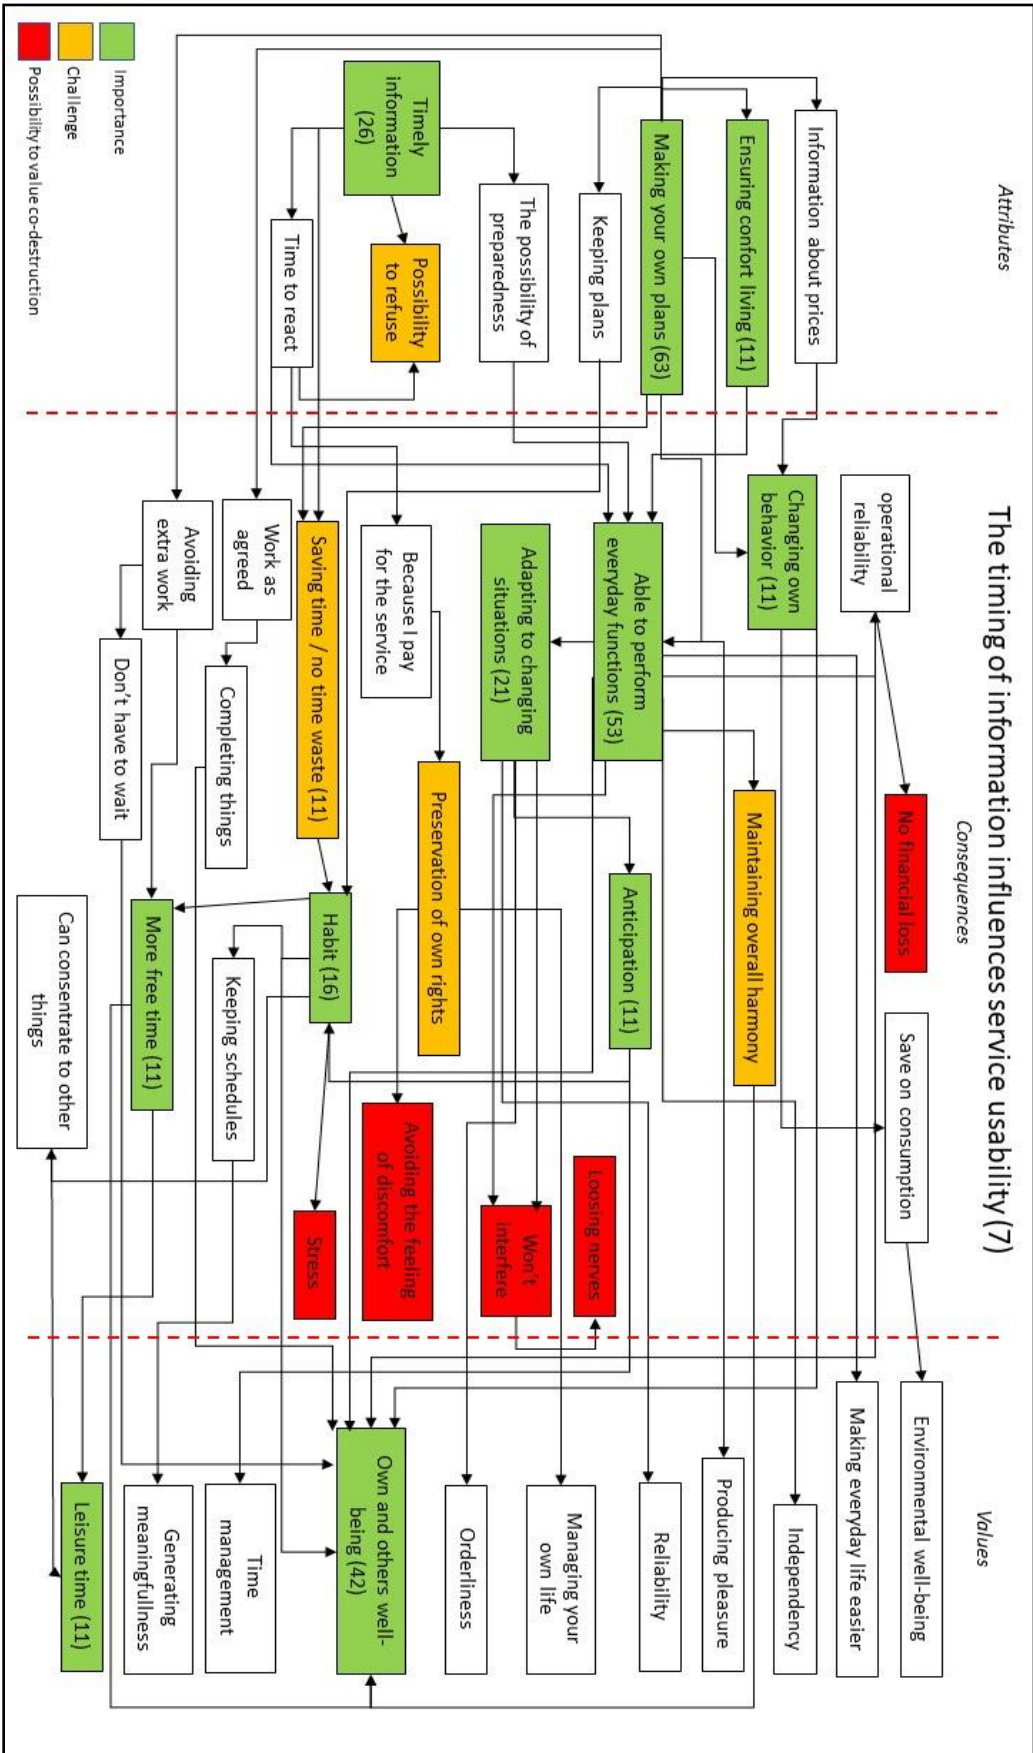 The timing of information influences service usability (7)
Attributes
Consequences
Values
Information about prices
Ensuring confort living (11)
Making your own plans (63)
Keeping plans
The possibility of
preparedness
Possibility
to refuse
Timely
information
(26)
Time to react
No financial loss
Save on consumption
operational
reliability
Changing own
behavior (11)
Maintaining overall harmony
Able to perform
everyday functions (53)
Anticipation (11)
Loosing nerves
Adapting to changing
situations (21)
Won't
interfere
Preservation of own rights
Because I pay
for the service
Avoiding the feeling
of discomfort
Saving time / no time waste (11)
Habit (16)
Stress
Work as
agreed
Completing things
Keeping schedules
Avoiding
extra work
More free time (11)
Don't have to wait
Can consentrate to other
things
Environmental well-being
Making everyday life easier
Independency
Producing pleasure
Reliability
Managing your
own life
Orderliness
Own and others well-
being (42)
Time
management
Generating
meaningfullness
Leisure time (11)
Importance
Challenge
Possibility to value co-destruction